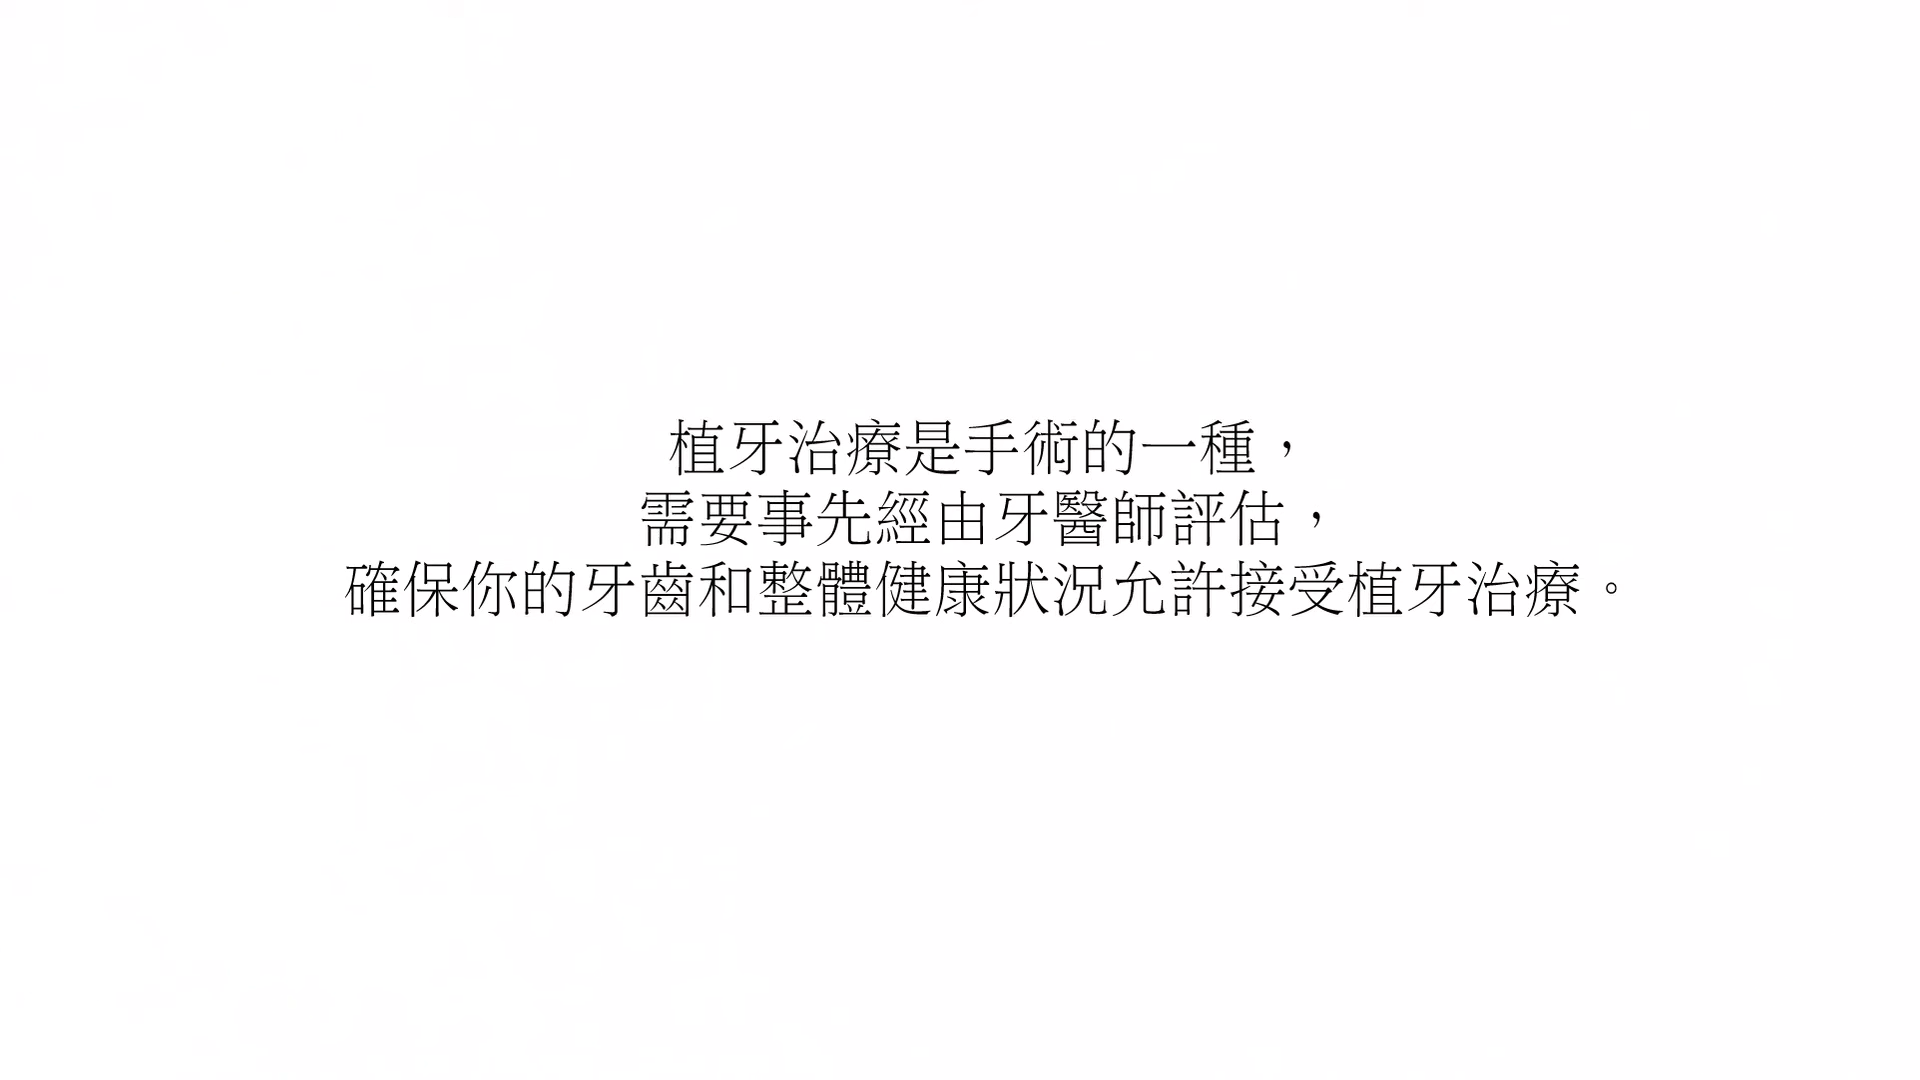 植牙治療是手術的一種，
需要事先經由牙醫師評估，
確保你的牙齒和整體健康狀況允許接受植牙治療。